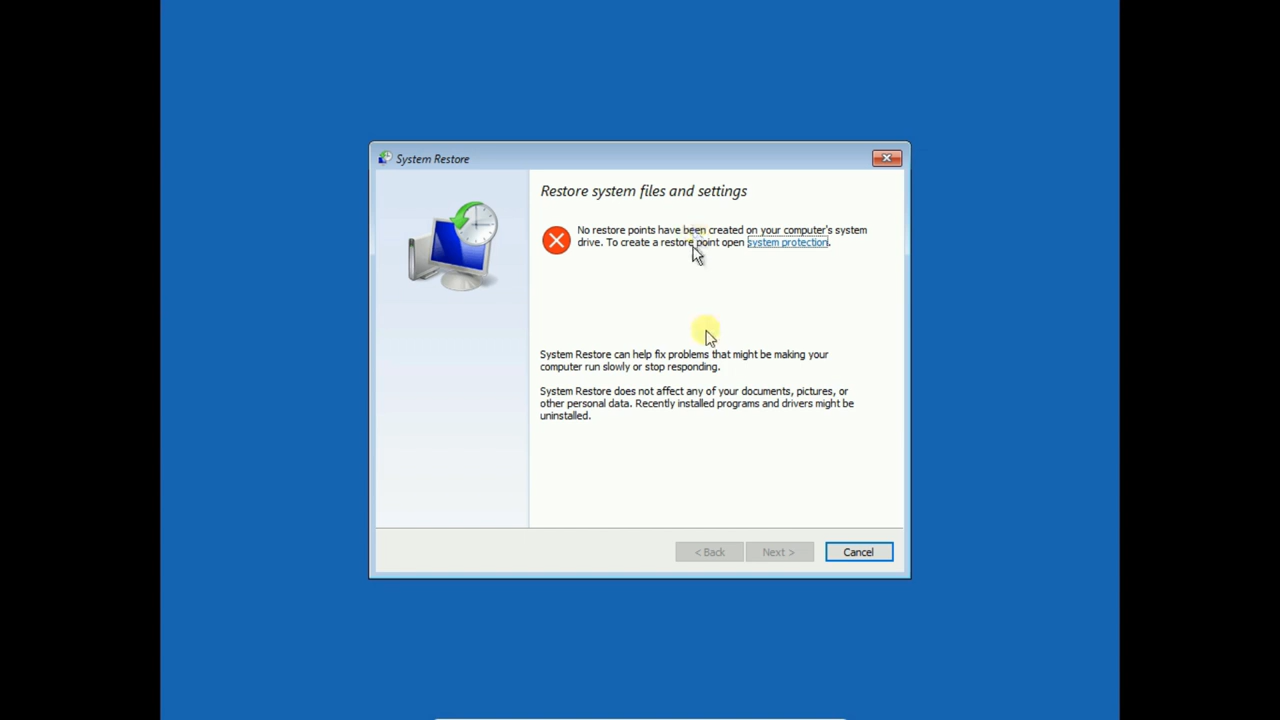 System Restore
Restore system files and settings
No restore points have been created on your computer's system
drive. To create a restore point open system protection.
System Restore can help fix problems that might be making your
computer run slowly or stop responding.
System Restore does not affect any of your documents, pictures, or
other personal data. Recently installed programs and drivers might be
uninstalled.
< Back Next > Cancel